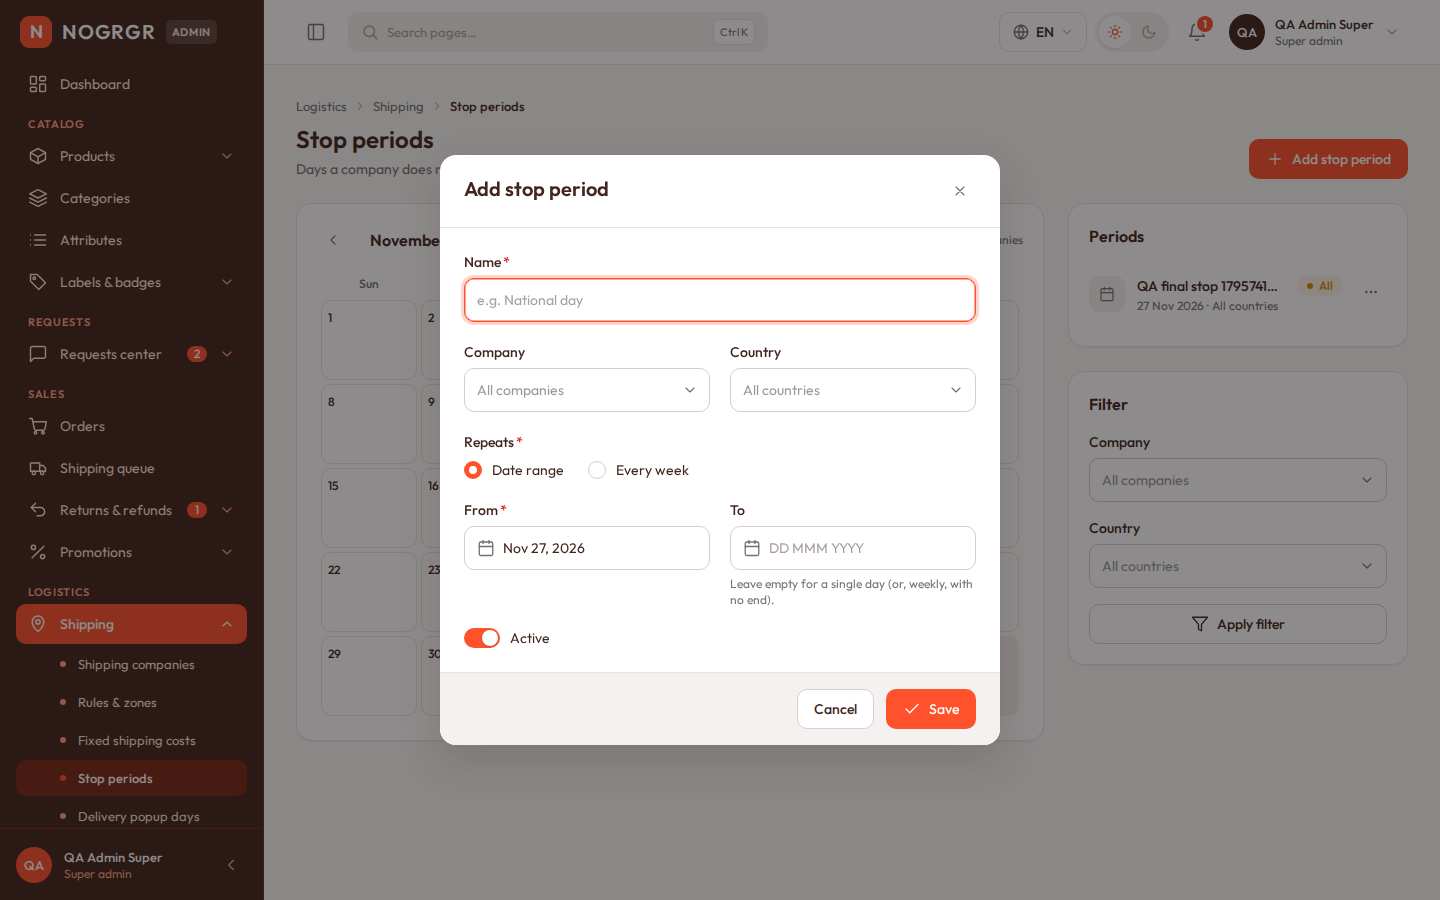 N NOGRGR ADMIN
Search pages...
Ctrl K
EN
1
QA
QA Admin Super
Super admin
Dashboard
CATALOG
Products
Categories
Attributes
Labels & badges
REQUESTS
Requests center 2
SALES
Orders
Shipping queue
Returns & refunds 1
Promotions
LOGISTICS
Shipping
Shipping companies
Rules & zones
Fixed shipping costs
Stop periods
Delivery popup days
QA
QA Admin Super
Super admin
Logistics > Shipping > Stop periods
Stop periods
Days a company does
Add stop period
Sun
1 2
8 9
15 16
22 23
29 30
Add stop period
Name*
e.g. National day
Company
All companies
Country
All countries
Repeats*
Date range
Every week
From*
Nov 27, 2026
To
DD MMM YYYY
Leave empty for a single day (or, weekly, with
no end).
Active
Cancel
Save
Periods
QA final stop 1795741...
All
27 Nov 2026 · All countries
Filter
Company
All companies
Country
All countries
Apply filter